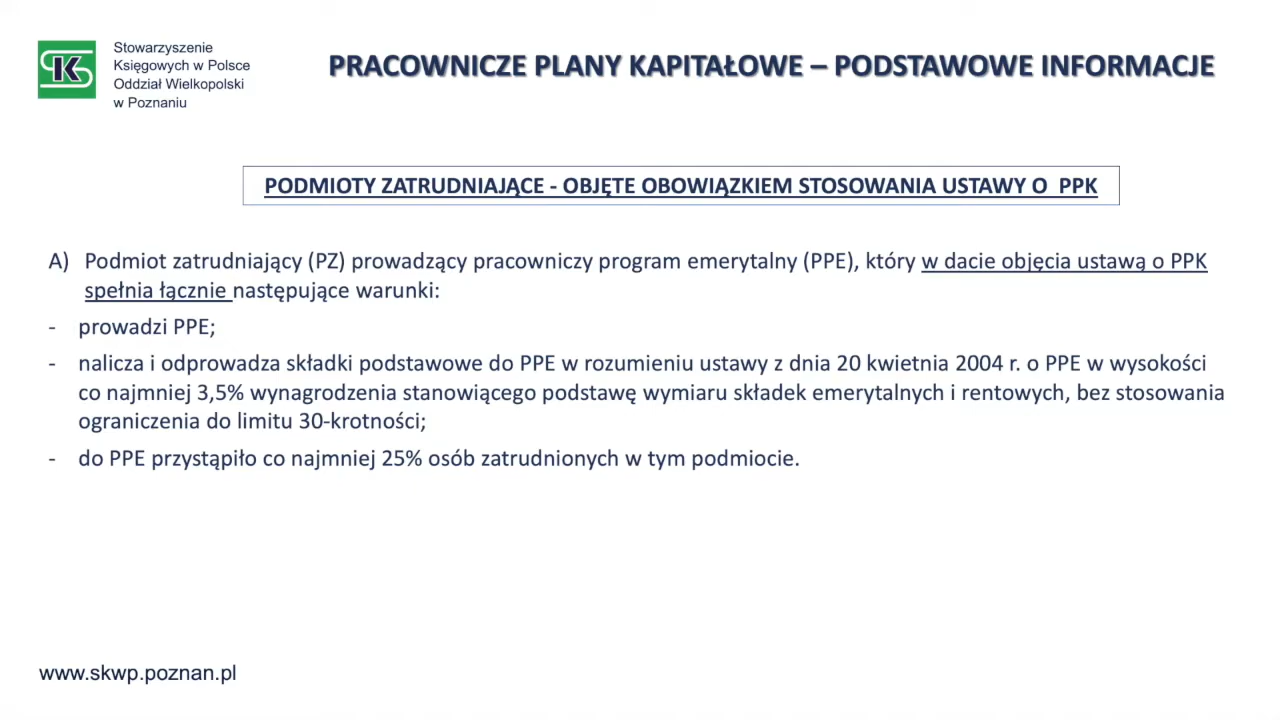 Stowarzyszenie
Księgowych w Polsce
Oddział Wielkopolski
w Poznaniu
PRACOWNICZE PLANY KAPITAŁOWE – PODSTAWOWE INFORMACJE
PODMIOTY ZATRUDNIAJĄCE - OBJĘTE OBOWIĄZKIEM STOSOWANIA USTAWY O PPK
A) Podmiot zatrudniający (PZ) prowadzący pracowniczy program emerytalny (PPE), który w dacie objęcia ustawą o PPK
spełnia łącznie następujące warunki:
- prowadzi PPE;
- nalicza i odprowadza składki podstawowe do PPE w rozumieniu ustawy z dnia 20 kwietnia 2004 r. o PPE w wysokości
co najmniej 3,5% wynagrodzenia stanowiącego podstawę wymiaru składek emerytalnych i rentowych, bez stosowania
ograniczenia do limitu 30-krotności;
- do PPE przystąpiło co najmniej 25% osób zatrudnionych w tym podmiocie.
www.skwp.poznan.pl